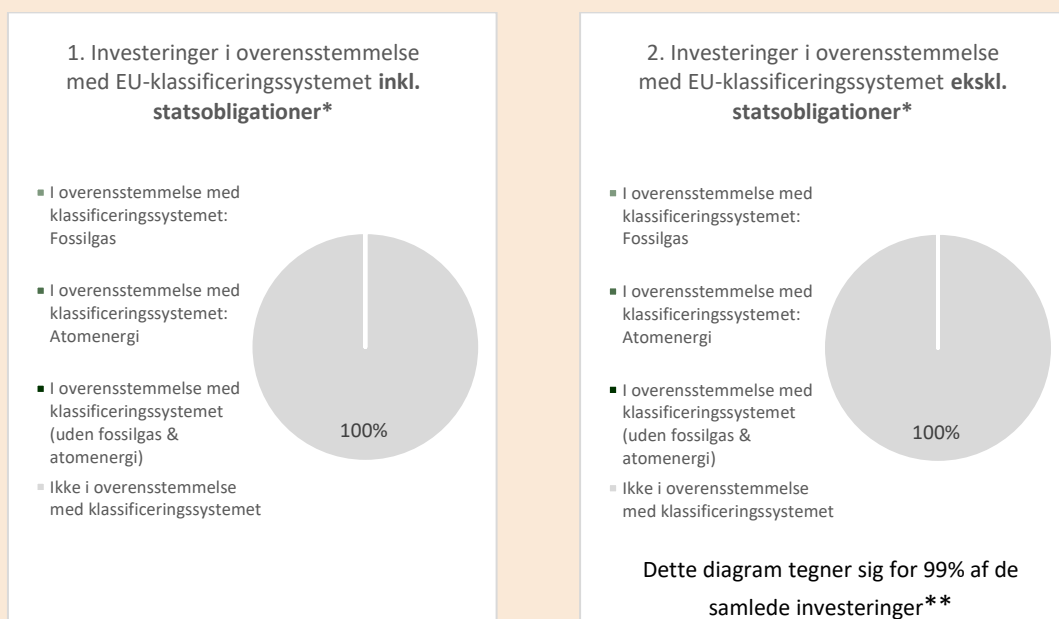 1. Investeringer i overensstemmelse
med EU-klassificeringssystemet inkl.
statsobligationer*
I overensstemmelse med
klassificeringssystemet:
Fossilgas
I overensstemmelse med
klassificeringssystemet:
Atomenergi
I overensstemmelse med
klassificeringssystemet
(uden fossilgas &
atomenergi)
Ikke i overensstemmelse
med klassificeringssystemet
100%
2. Investeringer i overensstemmelse
med EU-klassificeringssystemet ekskl.
statsobligationer*
I overensstemmelse med
klassificeringssystemet:
Fossilgas
I overensstemmelse med
klassificeringssystemet:
Atomenergi
I overensstemmelse med
klassificeringssystemet
(uden fossilgas &
atomenergi)
Ikke i overensstemmelse
med klassificeringssystemet
100%
Dette diagram tegner sig for 99% af de
samlede investeringer**